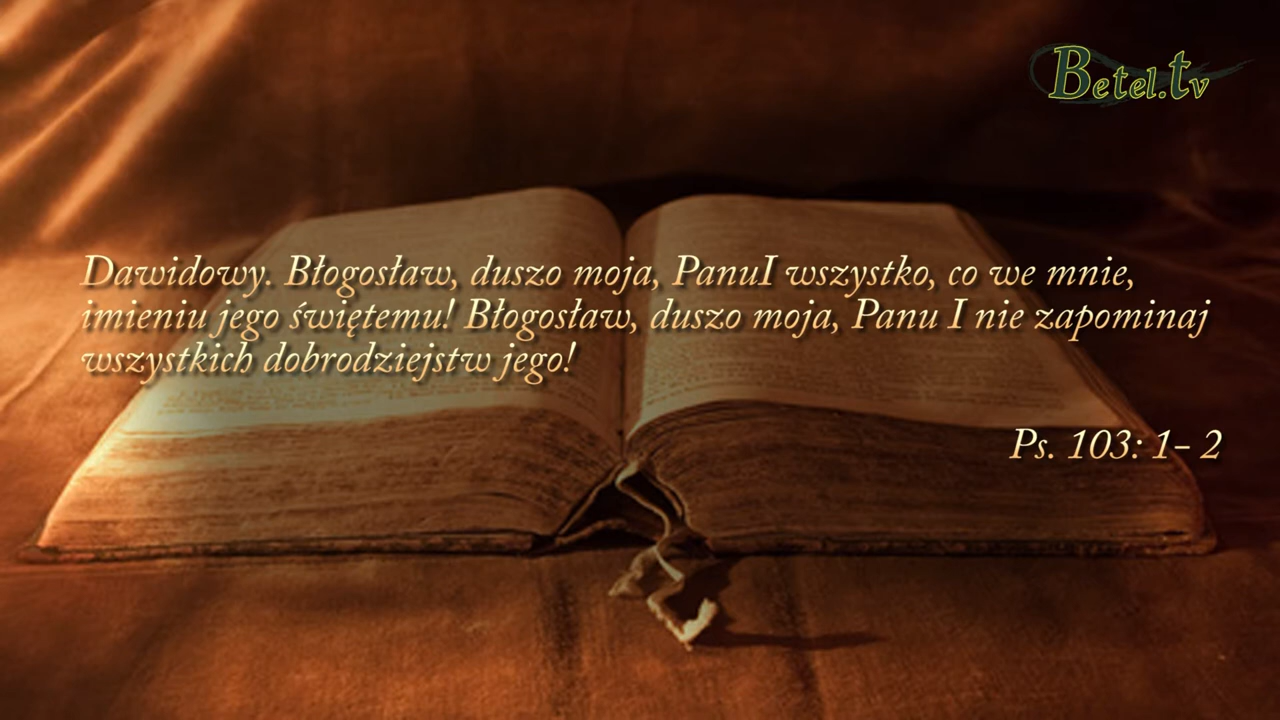 Betel.tv
Dawidowy. Błogosław, duszo moja, PanuI wszystko, co we mnie,
imieniu jego świętemu! Błogosław, duszo moja, Panu I nie zapominaj
wszystkich dobrodziejstw jego!
Ps. 103: 1- 2